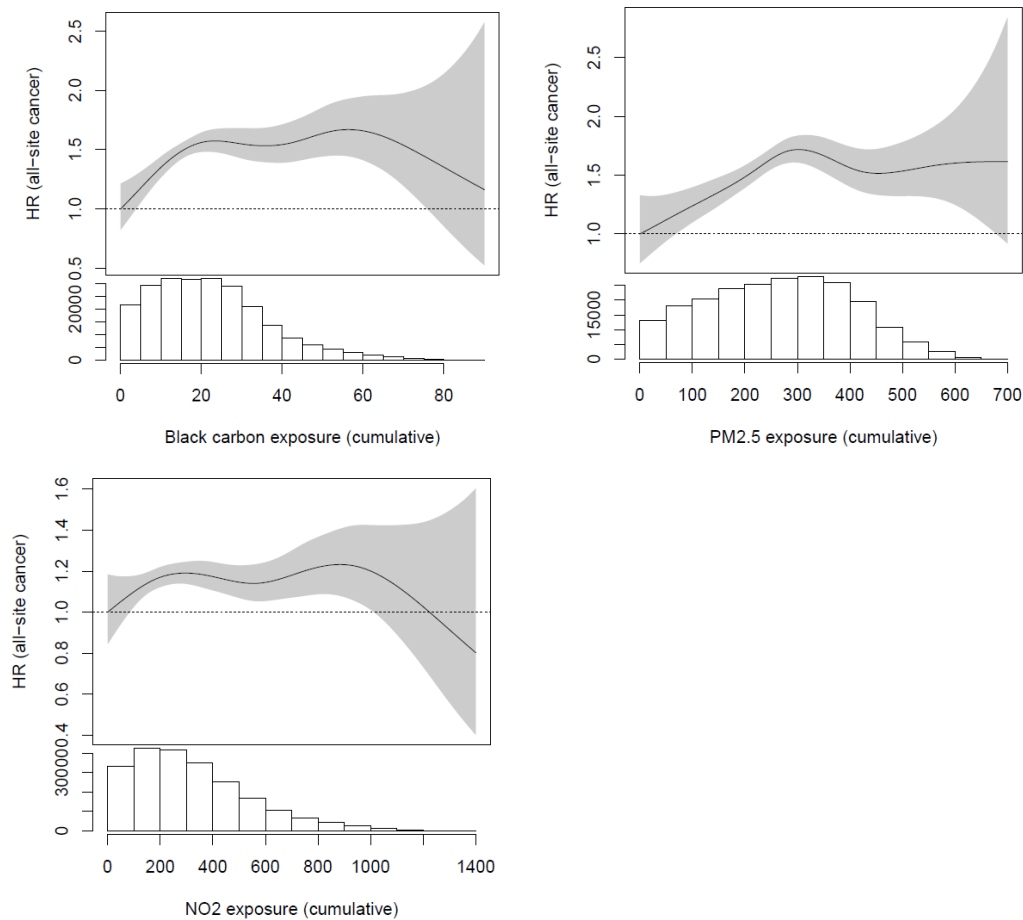 HR (all−site cancer)
2.5
2.0
1.5
1.0
0.5
20000
0
0 20 40 60 80
Black carbon exposure (cumulative)
HR (all−site cancer)
2.5
2.0
1.5
1.0
15000
0
0 100 200 300 400 500 600 700
PM2.5 exposure (cumulative)
HR (all−site cancer)
1.6
1.4
1.2
1.0
0.8
0.6
0.4
300000
0
0 200 400 600 800 1000 1400
NO2 exposure (cumulative)